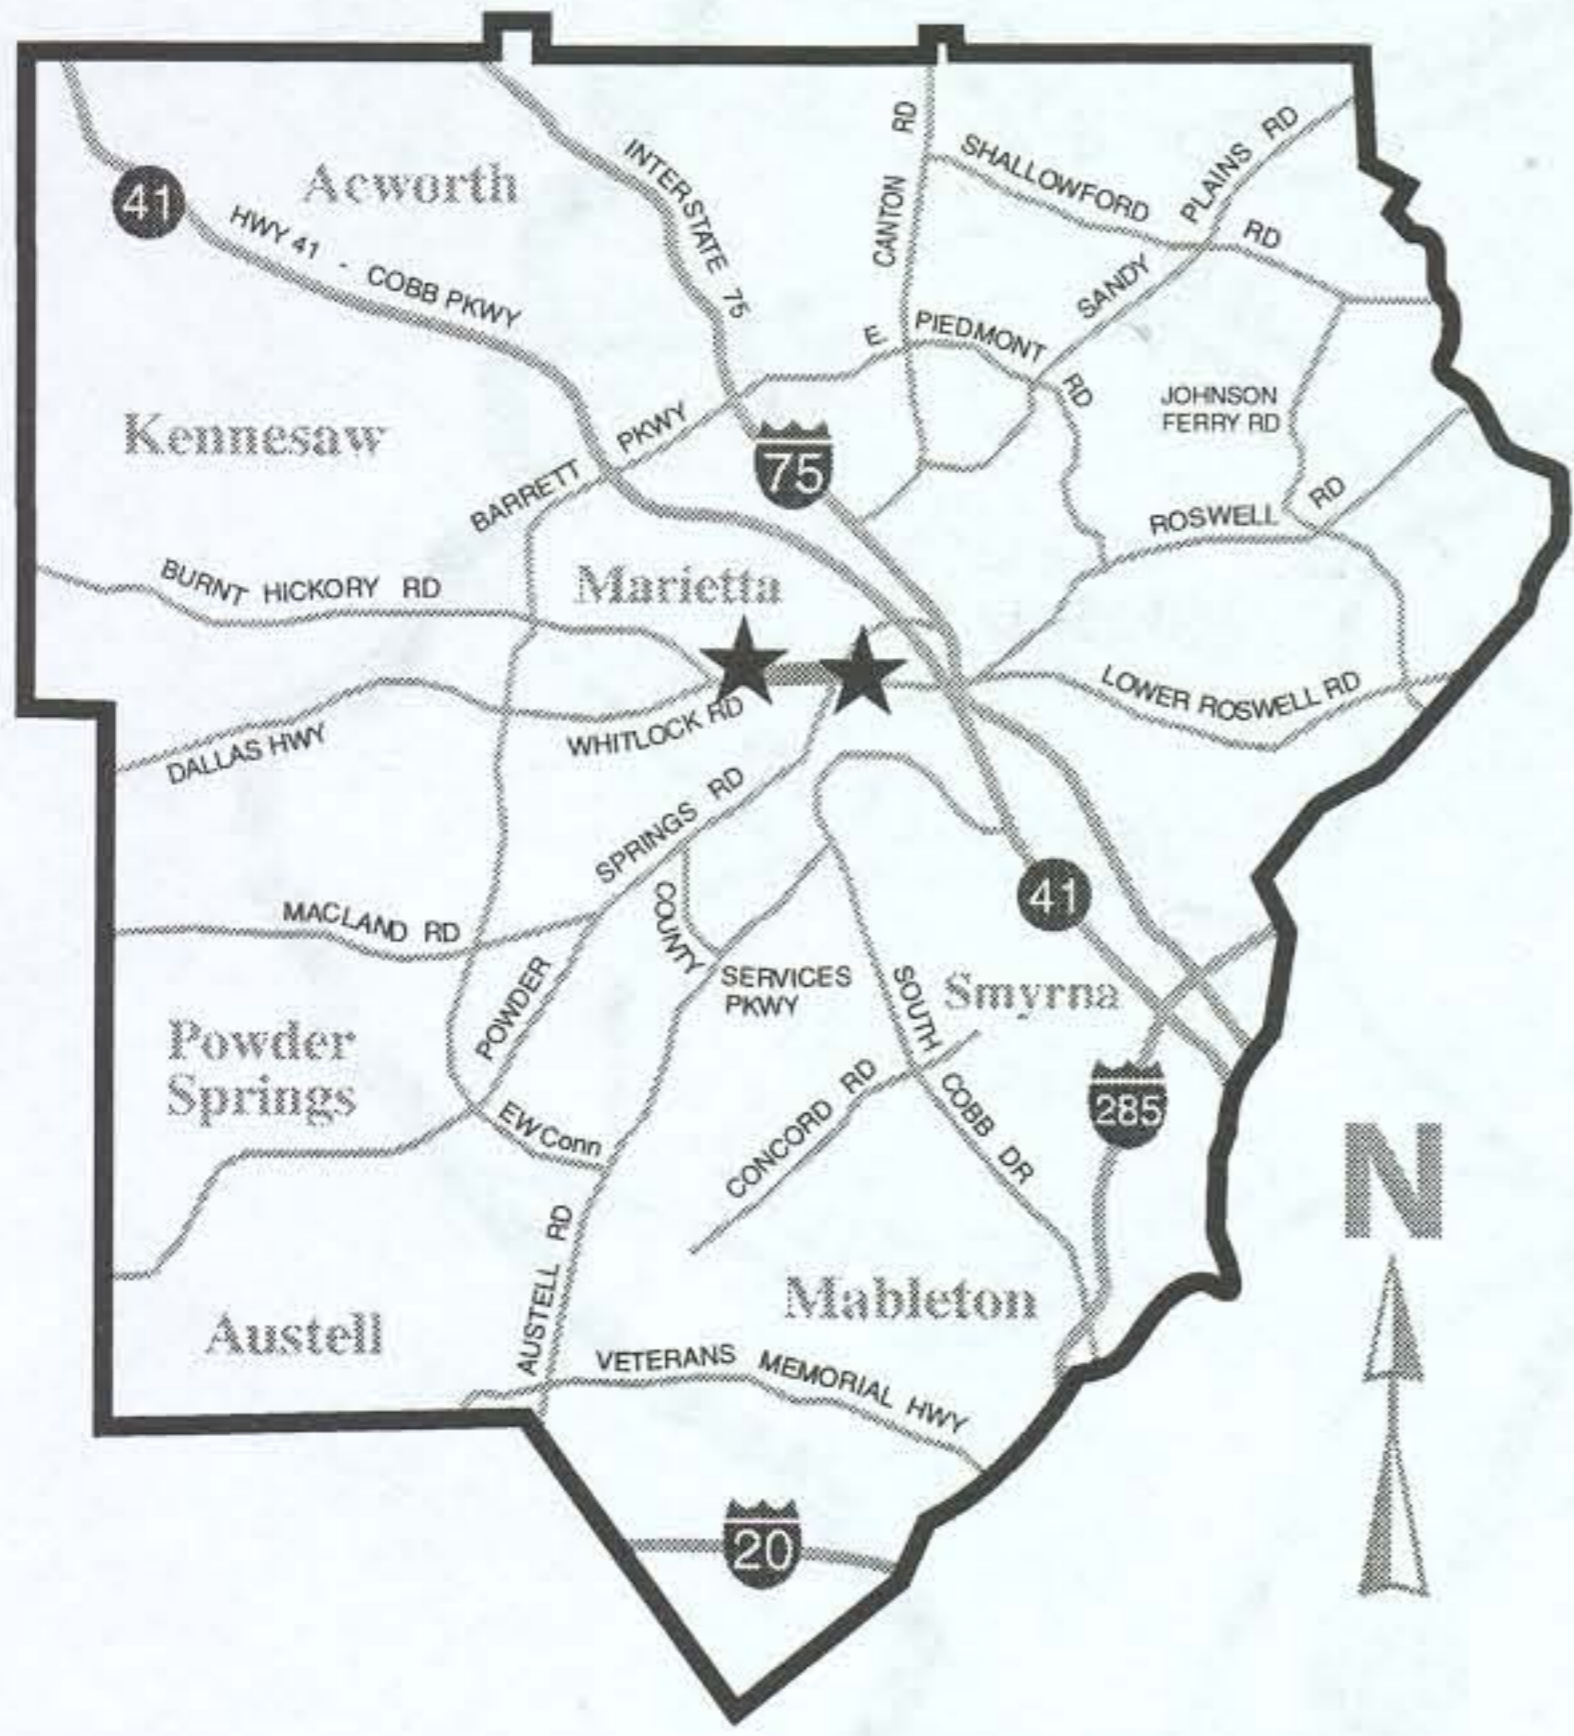 Acworth
41
HWY 41 - COBB PKWY
INTERSTATE 75
CANTON RD
SHALLOWFORD RD
SANDY PLAINS RD
E PIEDMONT RD
JOHNSON
FERRY RD
Kennesaw
BARRETT PKWY
75
ROSWELL RD
BURNT HICKORY RD
Marietta
LOWER ROSWELL RD
DALLAS HWY
WHITLOCK RD
POWDER SPRINGS RD
41
MACLAND RD
COUNTY
SERVICES
PKWY
Smyrna
SOUTH COBB DR
Powder
Springs
CONCORD RD
285
EWConn
N
AUSTELL RD
Mableton
Austell
VETERANS MEMORIAL HWY
20